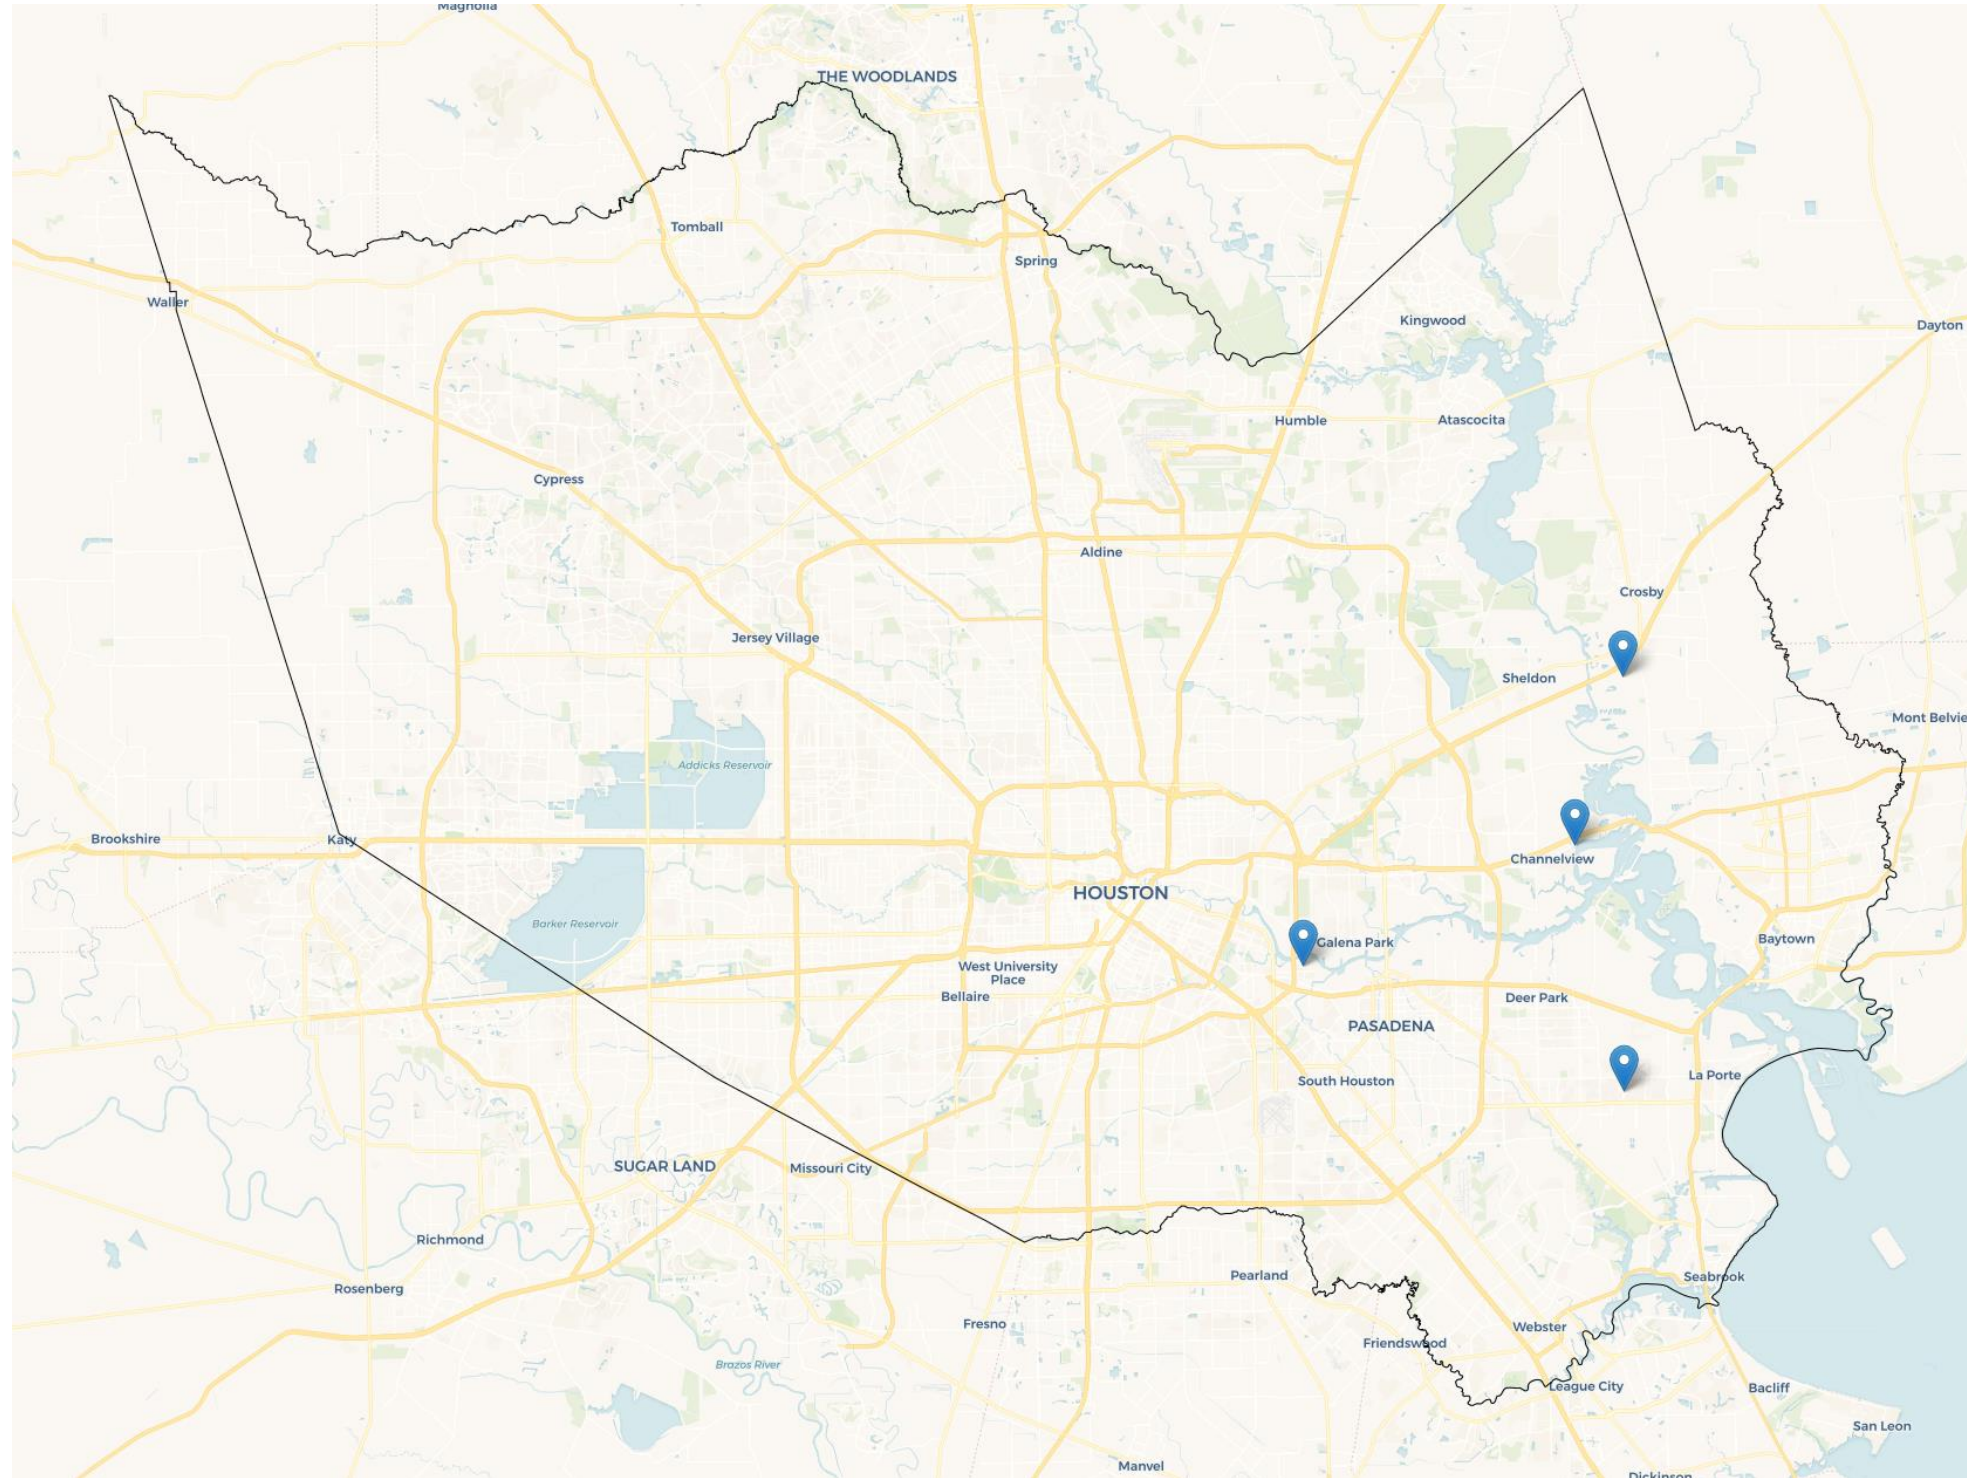 Magnolia
THE WOODLANDS
Tomball
Spring
Waller
Kingwood
Dayton
Humble
Atascocita
Cypress
Aldine
Crosby
Jersey Village
Sheldon
Mont Belvie
Addicks Reservoir
Brookshire
Katy
Channelview
HOUSTON
Barker Reservoir
Galena Park
Baytown
West University
Place
Bellaire
Deer Park
PASADENA
La Porte
South Houston
SUGAR LAND
Missouri City
Richmond
Pearland
Seabrook
Rosenberg
Fresno
Webster
Friendswood
Brazos River
League City
Bacliff
San Leon
Manvel
Dickinson